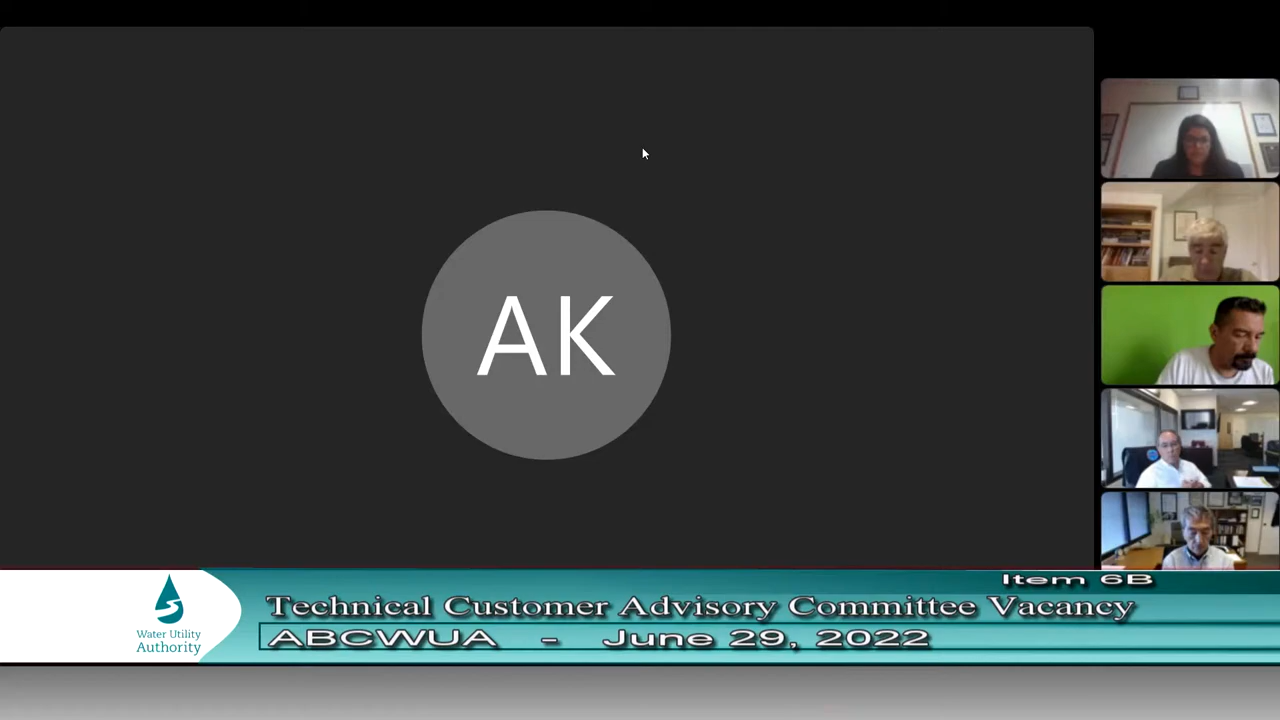 AK
Item 6B
Technical Customer Advisory Committee Vacancy
ABCWUA - June 29, 2022
Water Utility
Authority